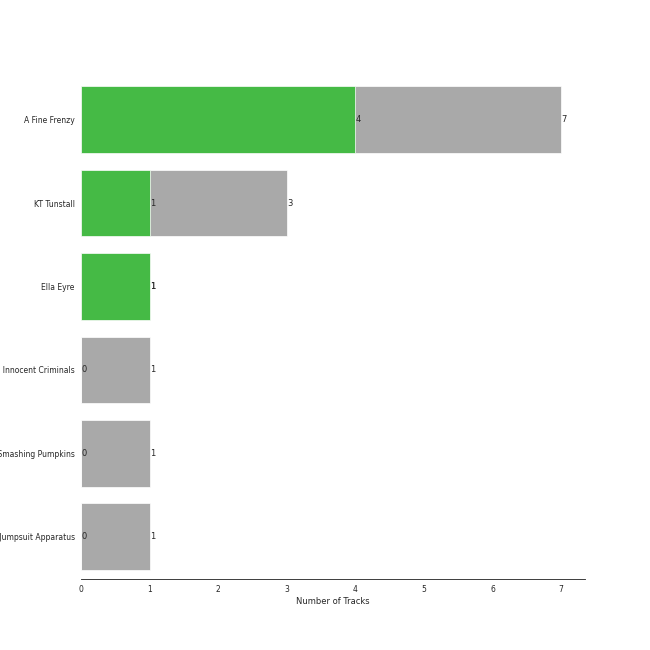 A Fine Frenzy 4 7
KT Tunstall 1 3
Ella Eyre 1
Innocent Criminals 0 1
Smashing Pumpkins 0 1
Jumpsuit Apparatus 0 1
0 1 2 3 4 5 6 7
Number of Tracks